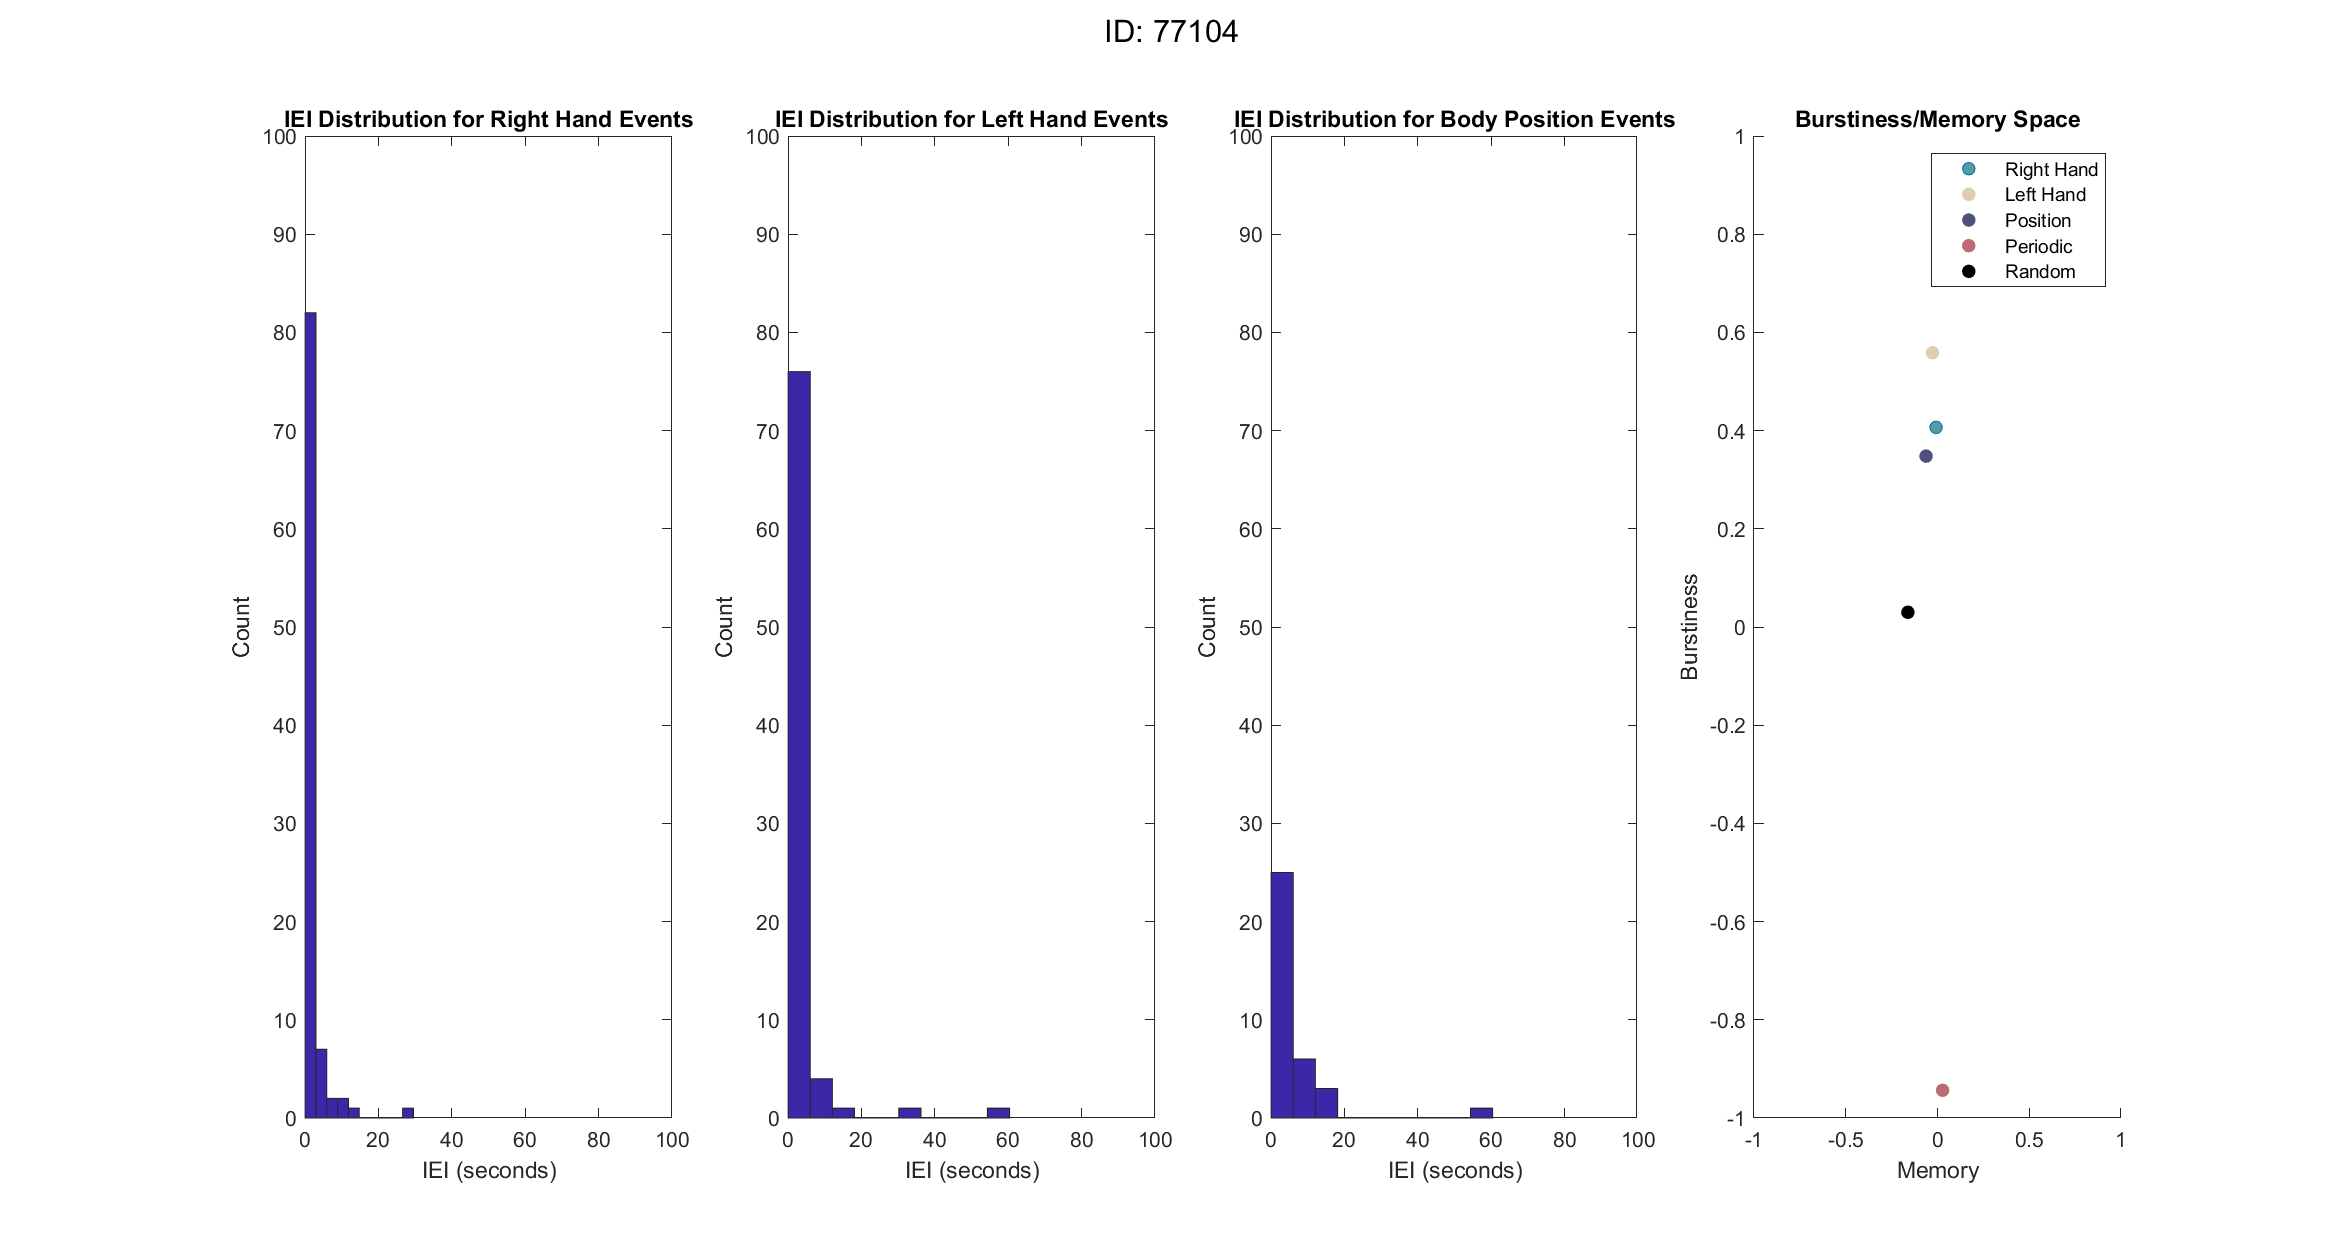 ID: 77104
IEI Distribution for Right Hand Events
100
90
80
70
60
50
40
30
20
10
0
Count
0 20 40 60 80 100
IEI (seconds)
IEI Distribution for Left Hand Events
100
90
80
70
60
50
40
30
20
10
0
Count
0 20 40 60 80 100
IEI (seconds)
IEI Distribution for Body Position Events
100
90
80
70
60
50
40
30
20
10
0
Count
0 20 40 60 80 100
IEI (seconds)
Burstiness/Memory Space
Right Hand
Left Hand
Position
Periodic
Random
1
0.8
0.6
0.4
0.2
0
-0.2
-0.4
-0.6
-0.8
-1
Burstiness
-1 -0.5 0 0.5 1
Memory